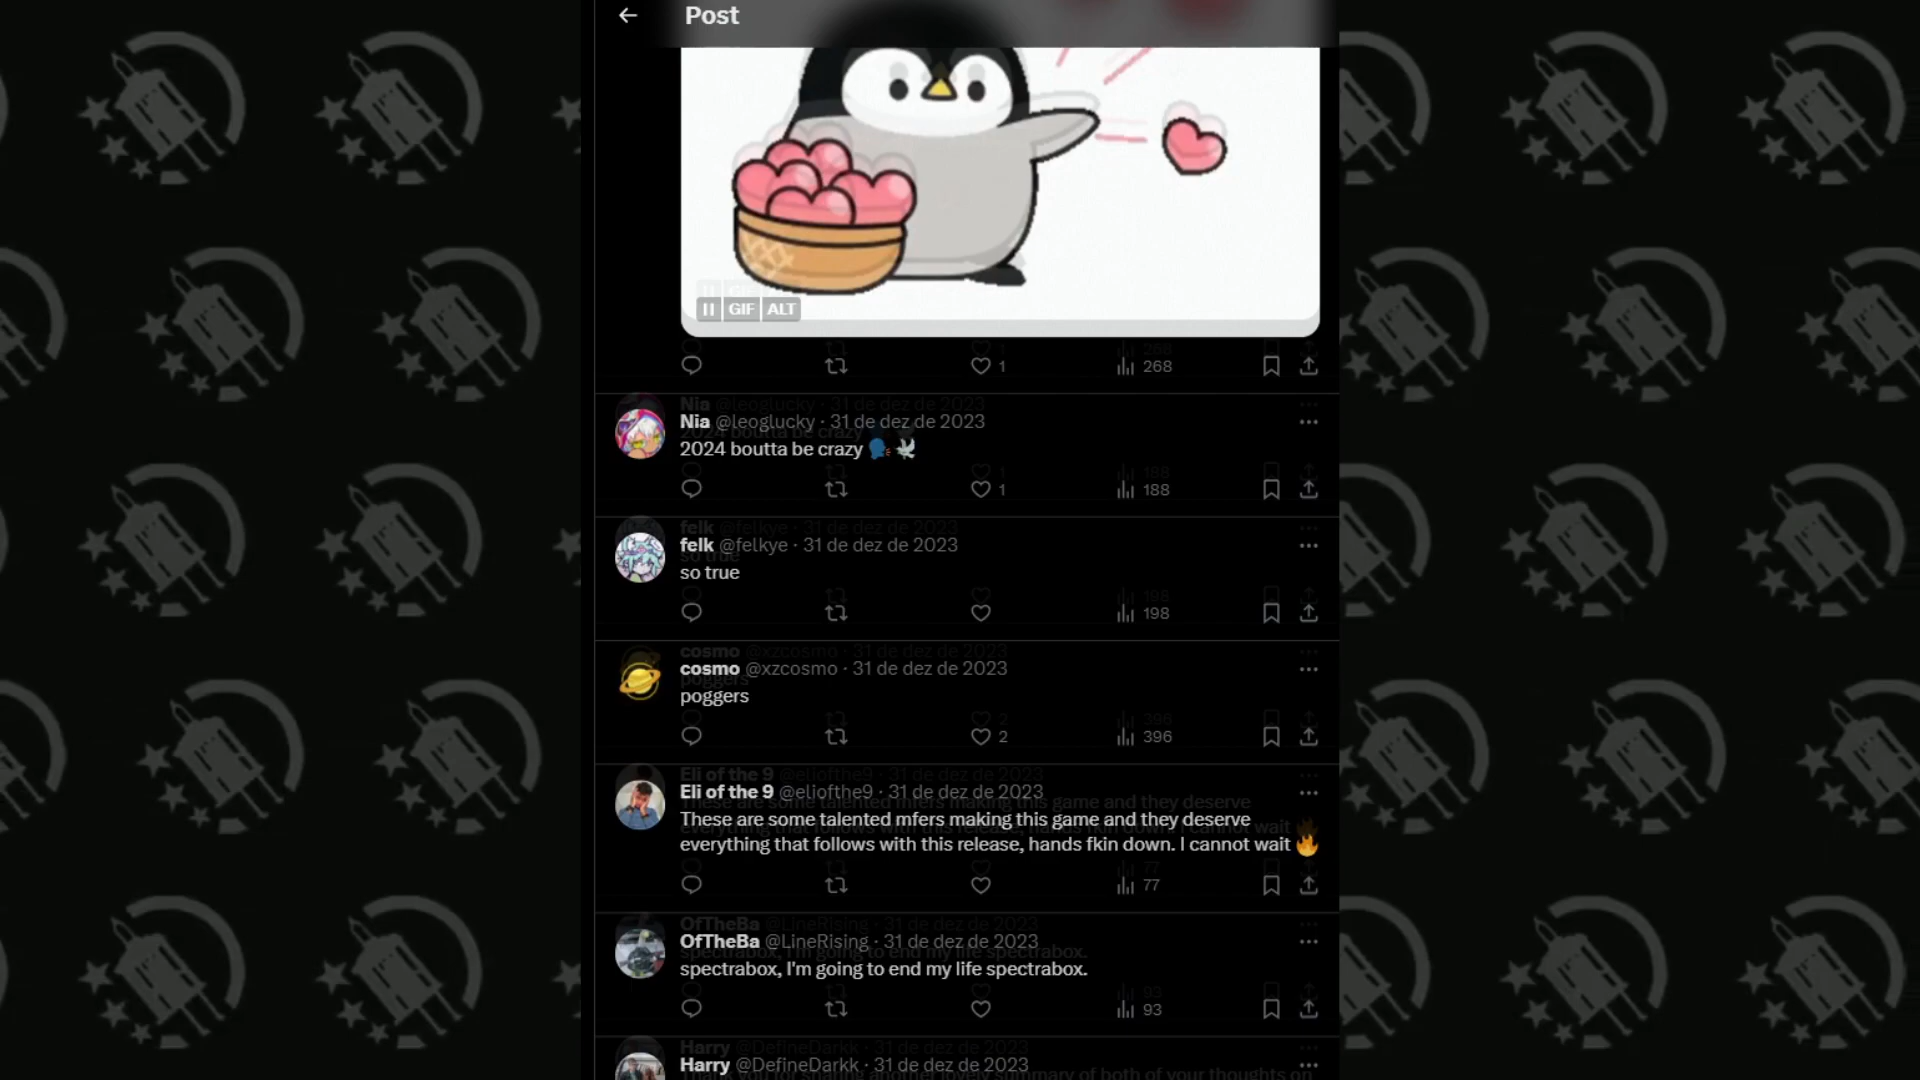 Post
GIF ALT
1 268
Nia @leoglucky · 31 de dez de 2023
2024 boutta be crazy 🗣️🕊️
1 188
felk @felkye · 31 de dez de 2023
so true
198
cosmo @xzcosmo · 31 de dez de 2023
poggers
2 396
Eli of the 9 @eliofthe9 · 31 de dez de 2023
These are some talented mfers making this game and they deserve
everything that follows with this release, hands fkin down. I cannot wait 🔥
77
OfTheBa @LineRising · 31 de dez de 2023
spectrabox, I'm going to end my life spectrabox.
93
Harry @DefineDarkk · 31 de dez de 2023